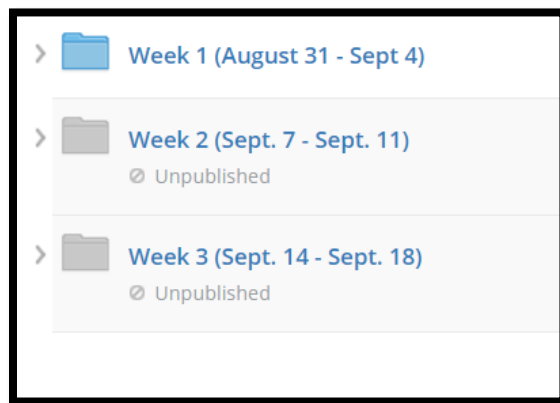 Week 1 (August 31 - Sept 4)
Week 2 (Sept. 7 - Sept. 11)
Unpublished
Week 3 (Sept. 14 - Sept. 18)
Unpublished